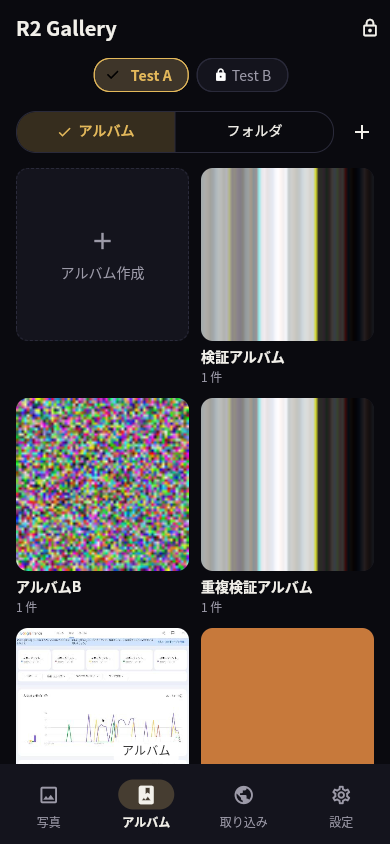 R2 Gallery
Test A
Test B
アルバム
フォルダ
アルバム作成
検証アルバム
1 件
アルバムB
1 件
重複検証アルバム
1 件
アルバム
写真
アルバム
取り込み
設定